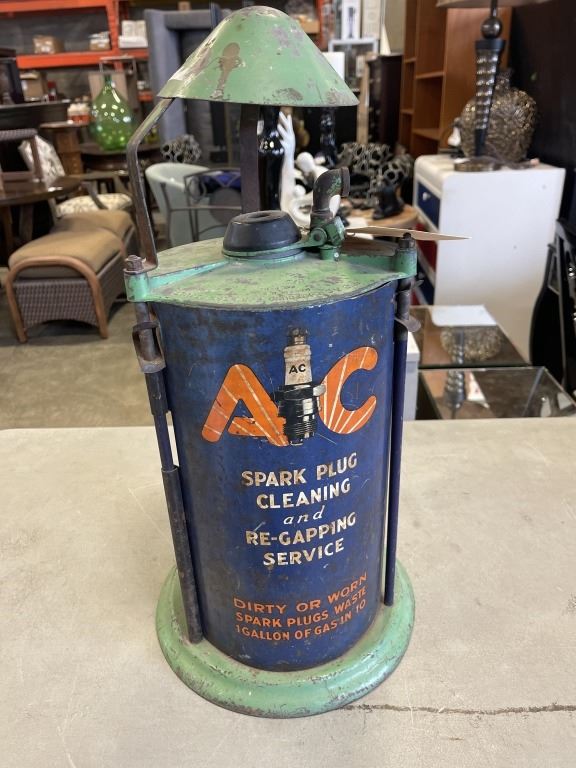 AC
AC
SPARK PLUG
CLEANING
and
RE-GAPPING
SERVICE
DIRTY OR WORN
SPARK PLUGS WASTE
1 GALLON OF GAS IN 10